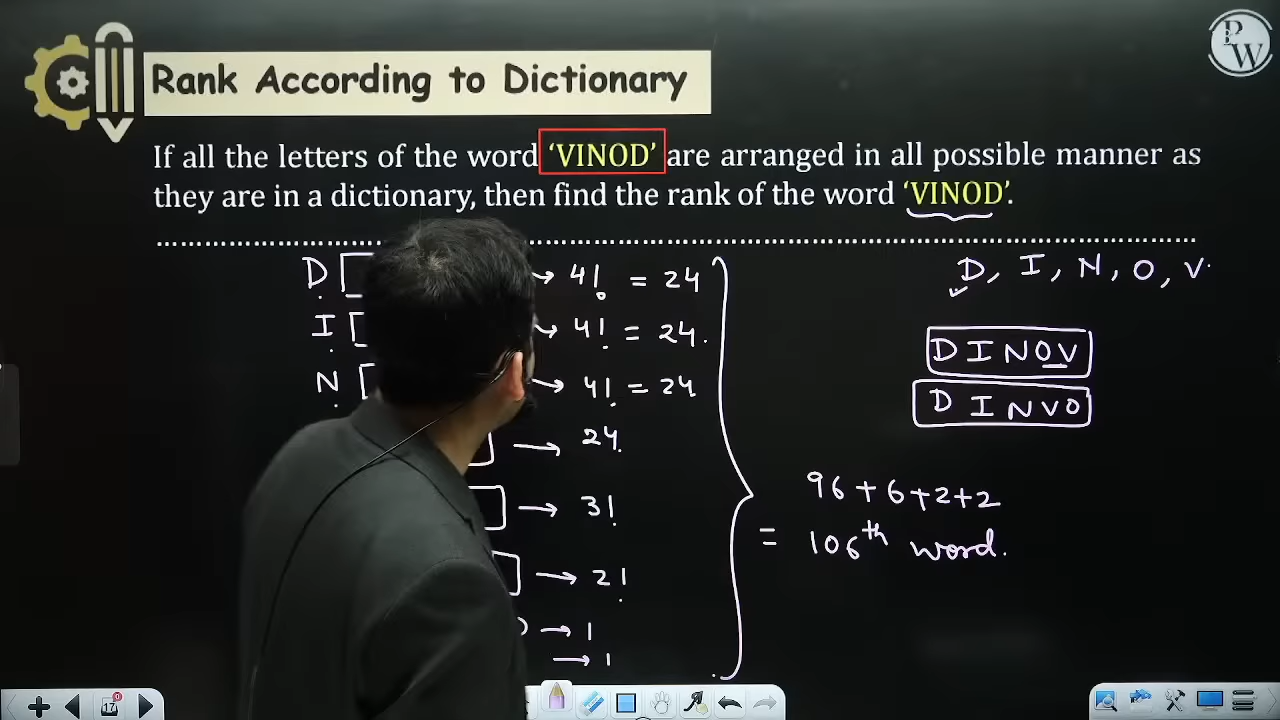 Rank According to Dictionary
PW
If all the letters of the word 'VINOD' are arranged in all possible manner as
they are in a dictionary, then find the rank of the word 'VINOD'.
D → 4! = 24
I → 4! = 24.
N → 4! = 24
→ 24.
→ 3!
→ 2!
→ 1
→ 1
D, I, N, O, V.
DINOV
DINVO
96+6+2+2
= 106th word.
17
0